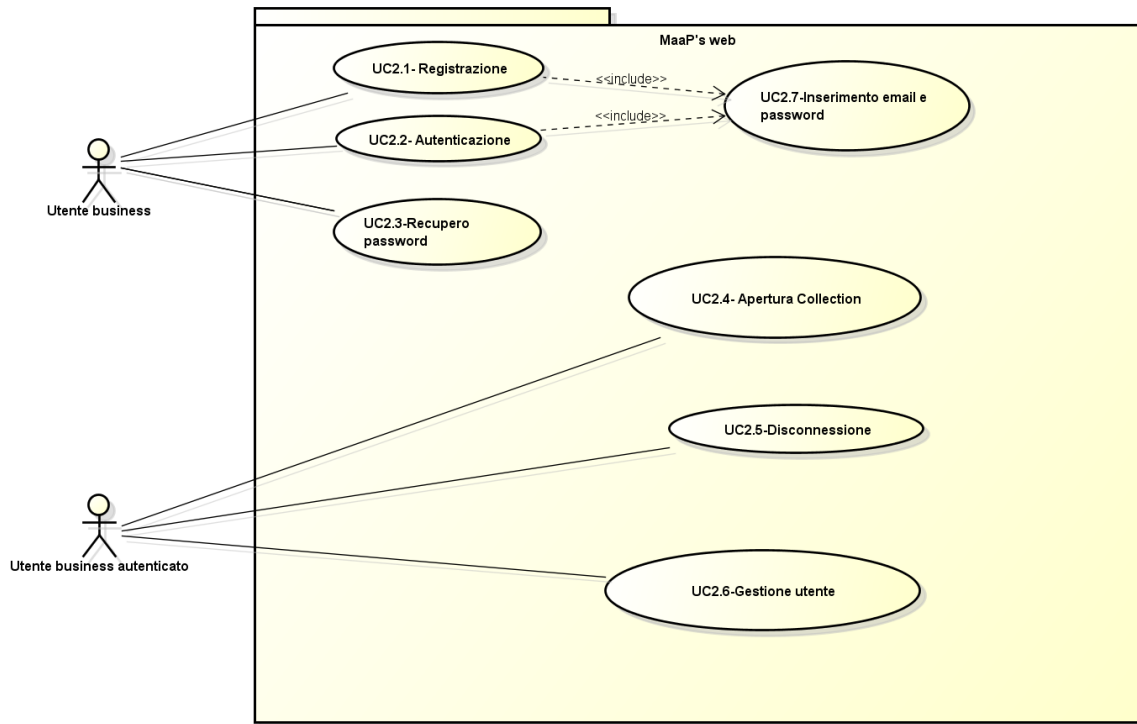 MaaP's web
UC2.1- Registrazione
<<include>>
UC2.7-Inserimento email e
password
<<include>>
UC2.2- Autenticazione
Utente business
UC2.3-Recupero
password
UC2.4- Apertura Collection
UC2.5-Disconnessione
Utente business autenticato
UC2.6-Gestione utente